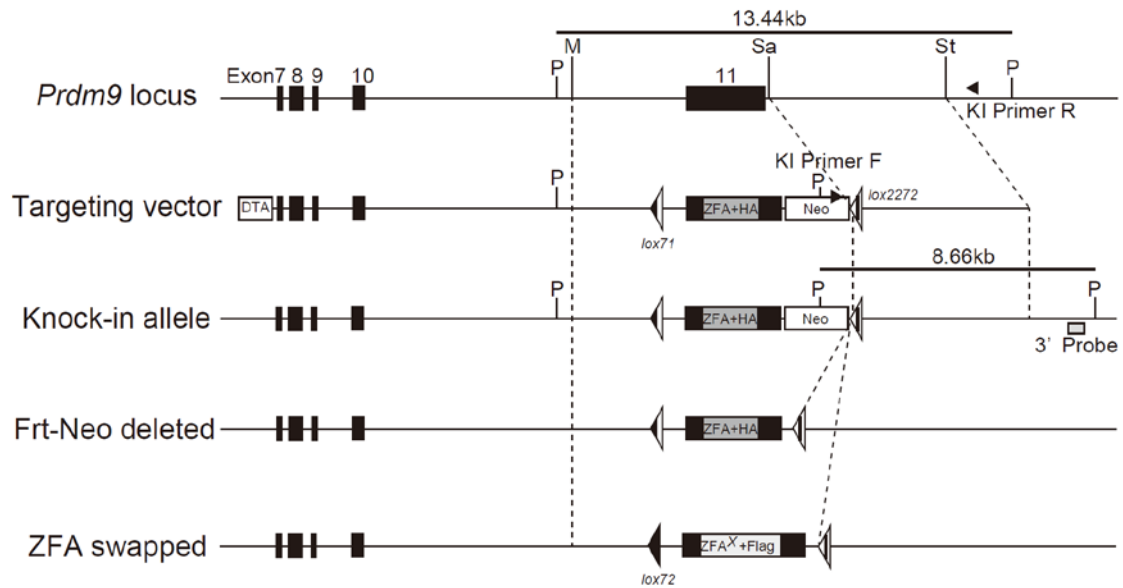 13.44kb
M Sa St
Exon7 8 9 10 P 11 P
Prdm9 locus
KI Primer R
KI Primer F
P P
Targeting vector DTA ZFA+HA Neo lox2272
lox71
8.66kb
P P P
Knock-in allele ZFA+HA Neo
3' Probe
Frt-Neo deleted ZFA+HA
ZFA swapped ZFAX+Flag
lox72